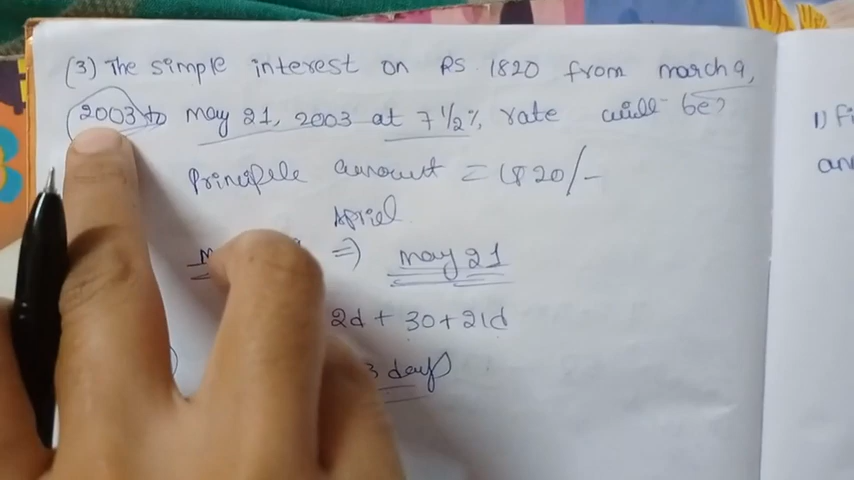 (3) The simple interest on RS. 1820 from march 9,
2003 to May 21, 2003 at 7 1/2 % rate will be?
Principle amount = 1820/-
April
=) may 21
2d + 30 + 21d
3 days
1) Fi
an